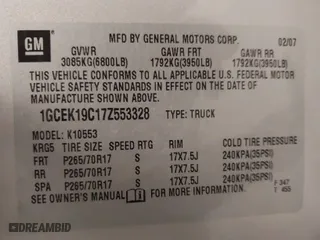 GM
MFD BY GENERAL MOTORS CORP. 02/07
GVWR GAWR FRT GAWR RR
3085KG(6800LB) 1792KG(3950LB) 1792KG(3950LB)
THIS VEHICLE CONFORMS TO ALL APPLICABLE U.S. FEDERAL MOTOR
VEHICLE SAFETY STANDARDS IN EFFECT ON THE DATE OF
MANUFACTURE SHOWN ABOVE.
1GCEK19C17Z553328 TYPE: TRUCK
MODEL: K10553
KRG5 TIRE SIZE SPEED RTG RIM COLD TIRE PRESSURE
FRT P265/70R17 S 17X7.5J 240KPA(35PSI)
RR P265/70R17 S 17X7.5J 240KPA(35PSI)
SPA P265/70R17 S 17X7.5J 240KPA(35PSI)
SEE OWNER'S MANUAL FOR MORE INFORMATION.
F 347
T 455
DREAMBID